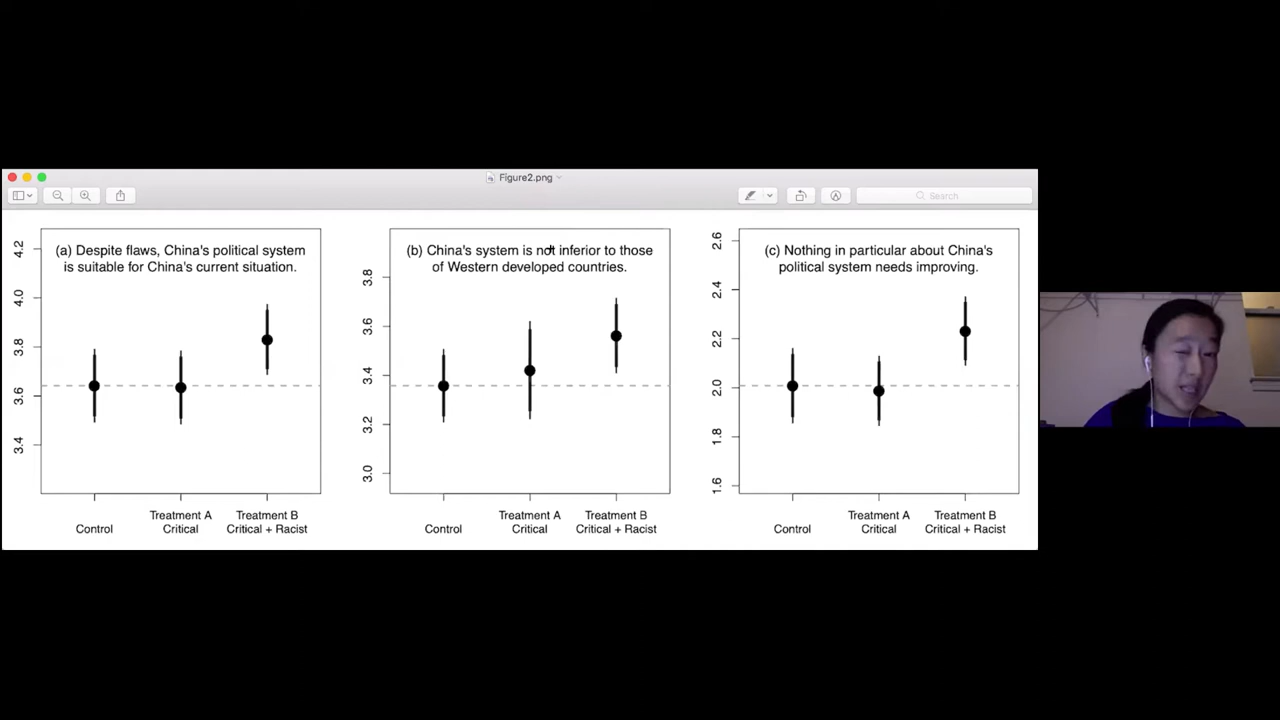 Figure2.png
Search
(a) Despite flaws, China's political system
is suitable for China's current situation.
4.2
4.0
3.8
3.6
3.4
Control
Treatment A
Critical
Treatment B
Critical + Racist
(b) China's system is not inferior to those
of Western developed countries.
3.8
3.6
3.4
3.2
3.0
Control
Treatment A
Critical
Treatment B
Critical + Racist
(c) Nothing in particular about China's
political system needs improving.
2.6
2.4
2.2
2.0
1.8
1.6
Control
Treatment A
Critical
Treatment B
Critical + Racist